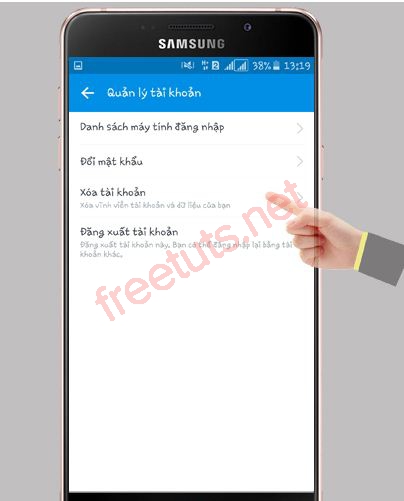 SAMSUNG
38% 13:19
Quản lý tài khoản
Danh sách máy tính đăng nhập
Đổi mật khẩu
Xóa tài khoản
Xóa vĩnh viễn tài khoản và dữ liệu của bạn
Đăng xuất tài khoản
Đăng xuất tài khoản này. Bạn có thể đăng nhập lại bằng tài
khoản khác.
freetuts.net